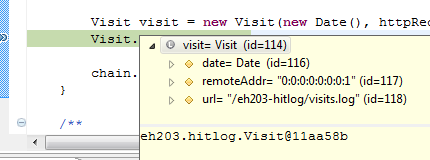 Visit visit = new Visit(new Date(), httpRe
Visit.
visit= Visit (id=114)
date= Date (id=116)
remoteAddr= "0:0:0:0:0:0:0:1" (id=117)
chain.
url= "/eh203-hitlog/visits.log" (id=118)
}
/**
eh203.hitlog.Visit@11aa58b